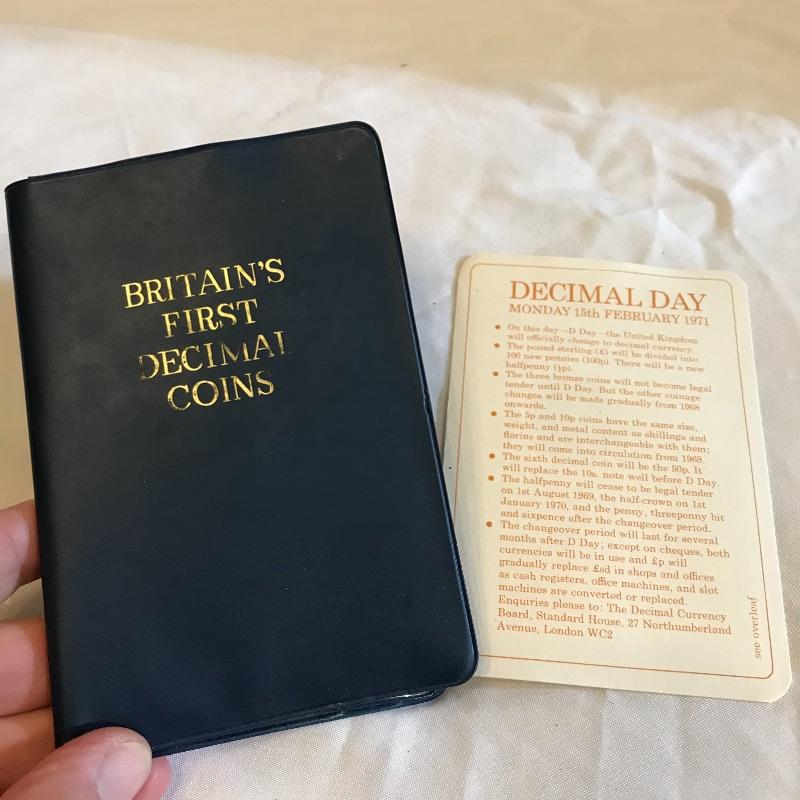 BRITAIN'S
FIRST
DECIMAL
COINS
DECIMAL DAY
MONDAY 15th FEBRUARY 1971
● On this day—D Day—the United Kingdom
will officially change to decimal currency.
● The pound sterling (£) will be divided into
100 new pennies (100p). There will be a new
halfpenny (½p).
● The three bronze coins will not become legal
tender until D Day. But the other coinage
changes will be made gradually from 1968
onwards.
● The 5p and 10p coins have the same size,
weight, and metal content as shillings and
florins and are interchangeable with them;
they will come into circulation from 1968.
● The sixth decimal coin will be the 50p. It
will replace the 10s. note well before D Day.
● The halfpenny will cease to be legal tender
on 1st August 1969, the half-crown on 1st
January 1970, and the penny, threepenny bit
and sixpence after the changeover period.
● The changeover period will last for several
months after D Day; except on cheques, both
currencies will be in use and £p will
gradually replace £sd in shops and offices
as cash registers, office machines, and slot
machines are converted or replaced.
Enquiries please to: The Decimal Currency
Board, Standard House, 27 Northumberland
Avenue, London WC2
see overleaf